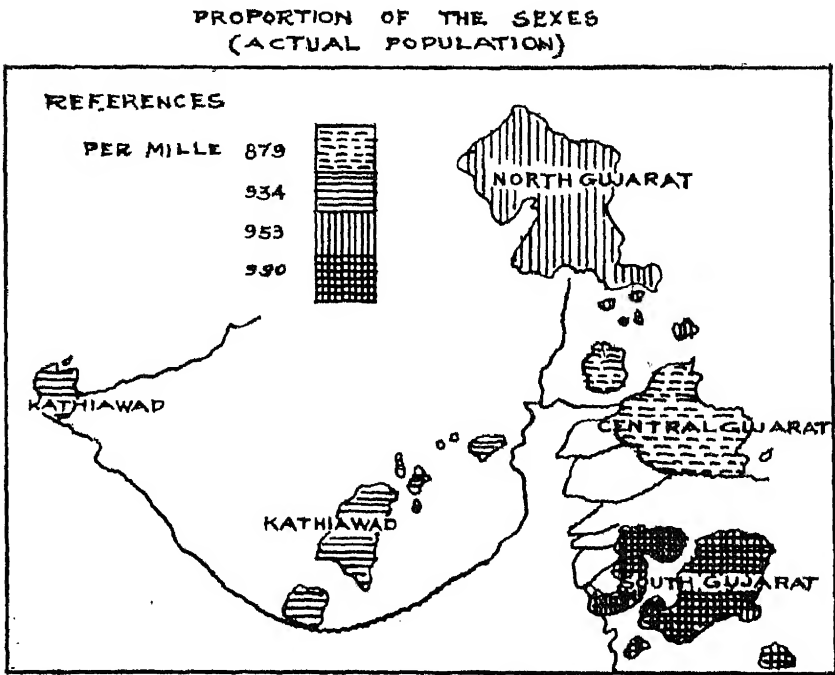 PROPORTION OF THE SEXES
(ACTUAL POPULATION)
REFERENCES
PER MILLE 879
934
953
990
NORTH GUJARAT
KATHIAWAD
CENTRAL GUJARAT
KATHIAWAD
SOUTH GUJARAT